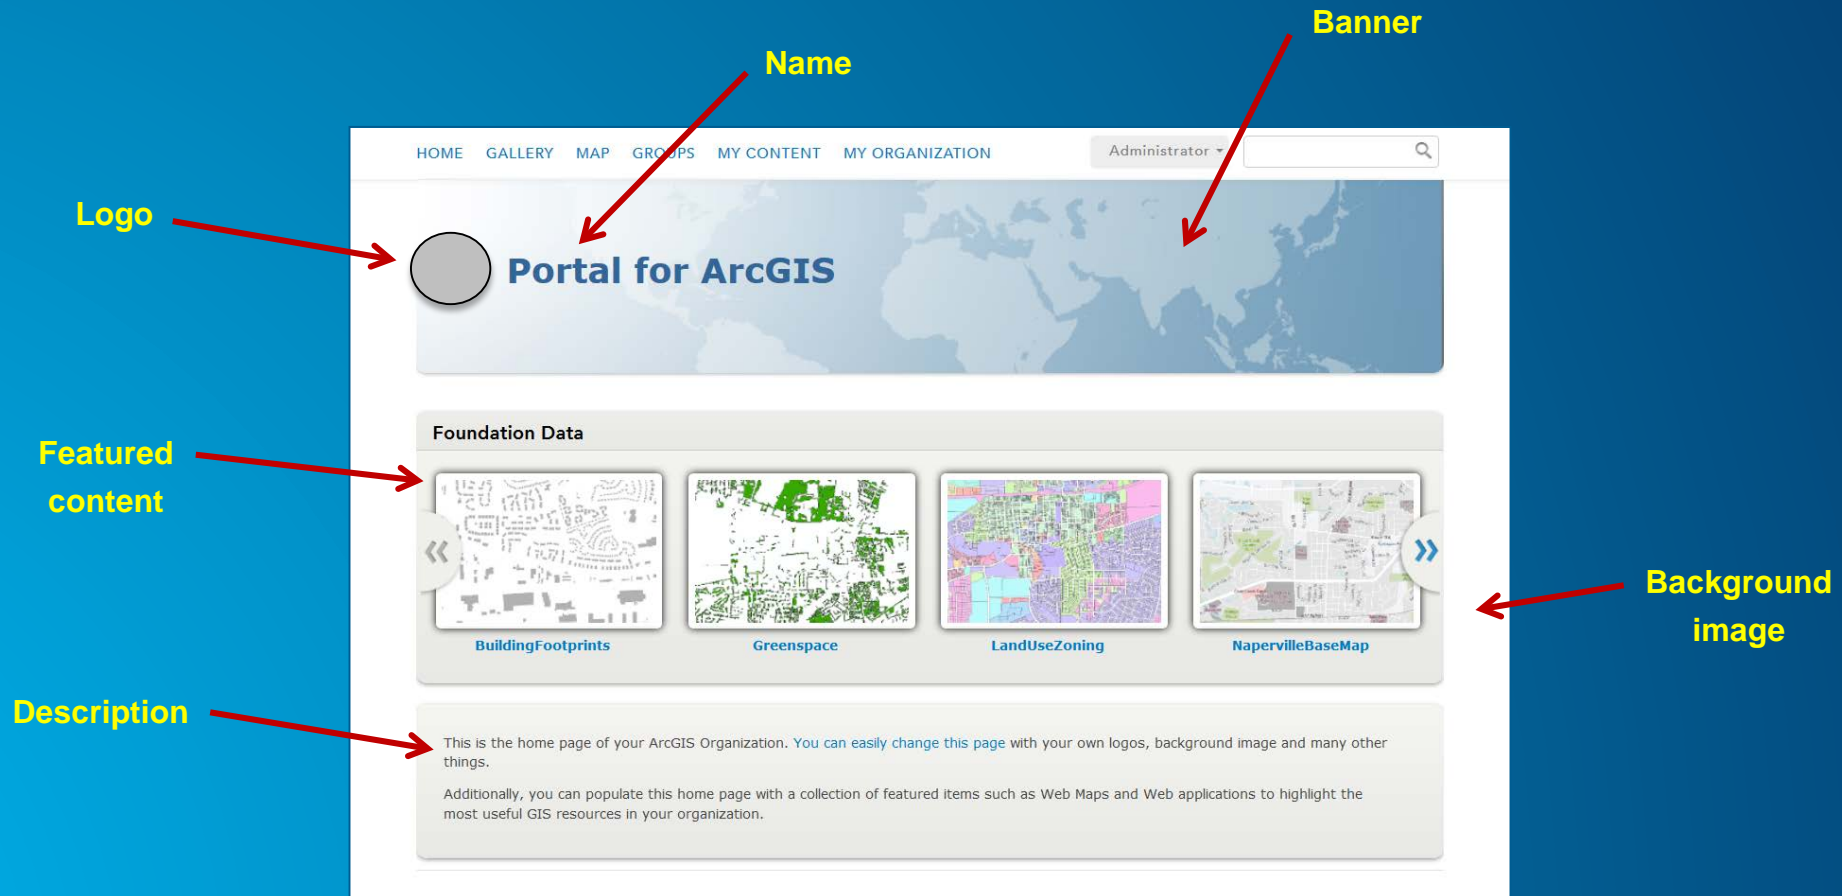 Banner
Name
HOME GALLERY MAP GROUPS MY CONTENT MY ORGANIZATION Administrator
Logo
Portal for ArcGIS
Foundation Data
Featured
content
BuildingFootprints Greenspace LandUseZoning NapervilleBaseMap
Background
image
Description
This is the home page of your ArcGIS Organization. You can easily change this page with your own logos, background image and many other
things.
Additionally, you can populate this home page with a collection of featured items such as Web Maps and Web applications to highlight the
most useful GIS resources in your organization.